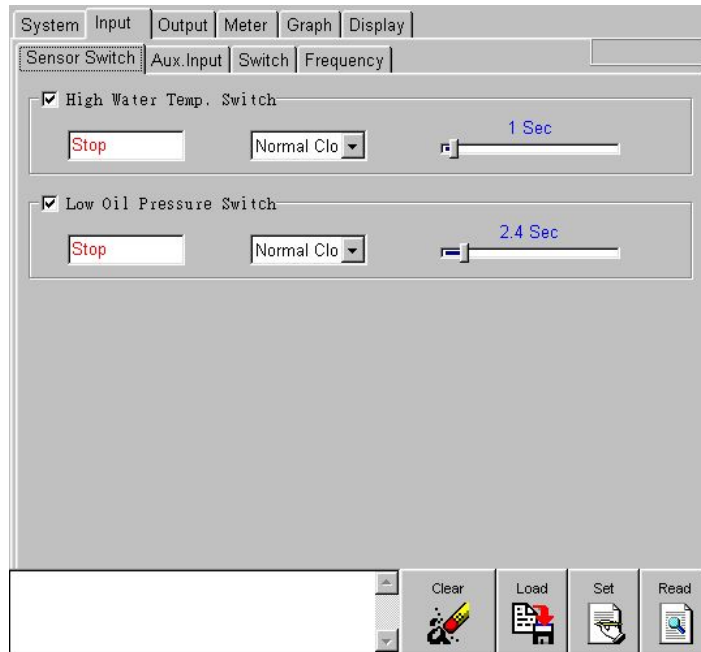 System Input Output Meter Graph Display
Sensor Switch Aux.Input Switch Frequency
High Water Temp. Switch
1 Sec
Stop Normal Clo
Low Oil Pressure Switch
2.4 Sec
Stop Normal Clo
Clear Load Set Read